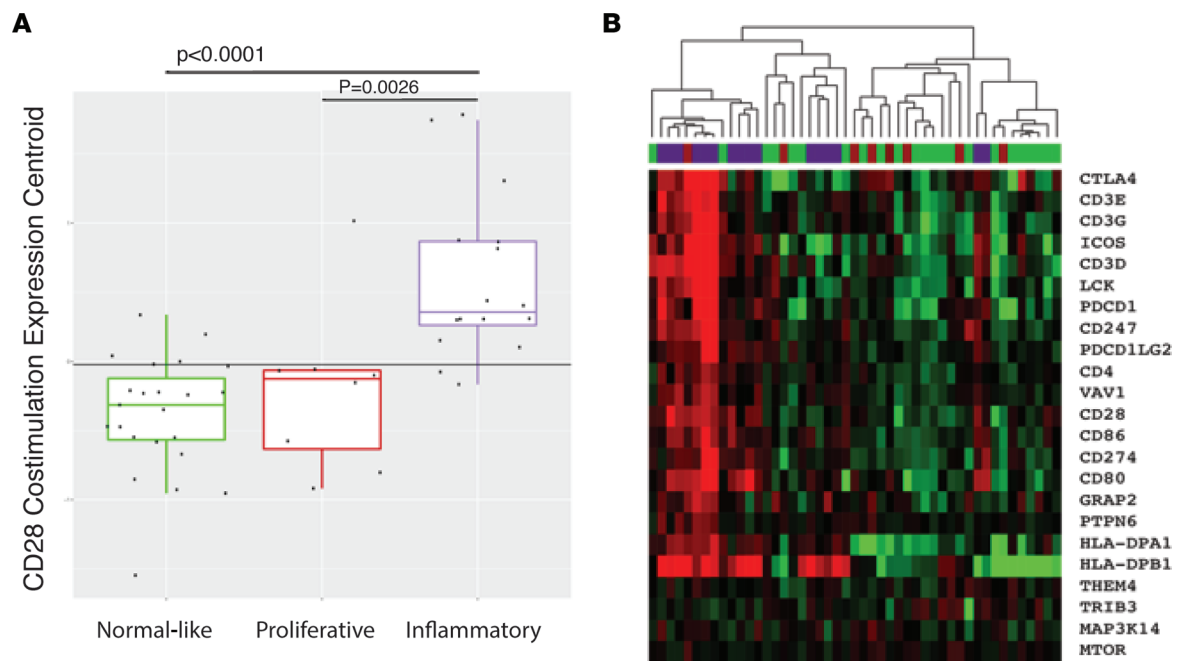 A
B
p<0.0001
P=0.0026
CD28 Costimulation Expression Centroid
Normal-like
Proliferative
Inflammatory
CTLA4
CD3E
CD3G
ICOS
CD3D
LCK
PDCD1
CD247
PDCD1LG2
CD4
VAV1
CD28
CD86
CD274
CD80
GRAP2
PTPN6
HLA-DPA1
HLA-DPB1
THEM4
TRIB3
MAP3K14
MTOR